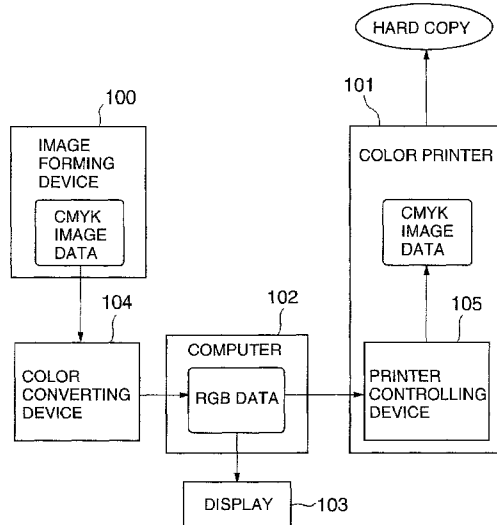 HARD COPY
100
101
IMAGE
FORMING
DEVICE
COLOR PRINTER
CMYK
IMAGE
DATA
CMYK
IMAGE
DATA
104
102
105
COLOR
CONVERTING
DEVICE
COMPUTER
RGB DATA
PRINTER
CONTROLLING
DEVICE
DISPLAY
103